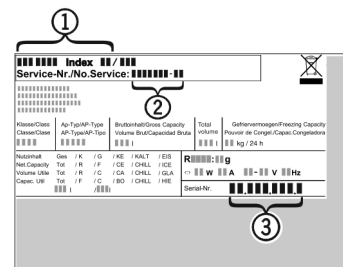 1
Index /
Service-Nr./No.Service: -
2
Klasse/Class Ap-Typ/AP-Type Bruttoinhalt/Gross Capacity Total Gefriervermoegen/Freezing Capacity
Classe/Clase AP-Type/AP-Tipo Volume Brut/Capacidad Bruta volume Pouvoir de Congel./Capac.Congeladora
l l kg / 24 h
Nutzinhalt Ges / K / G / KE / KALT / EIS
Net.Capacity Tot / R / F / CE / CHILL / ICE
Volume Utile Tot / R / C / CA / CHILL / GLA
Capac. Util Tot / F / C / BO / CHILL / HIE
l / l
R : g
W A - V Hz
Serial-Nr. . . .
3